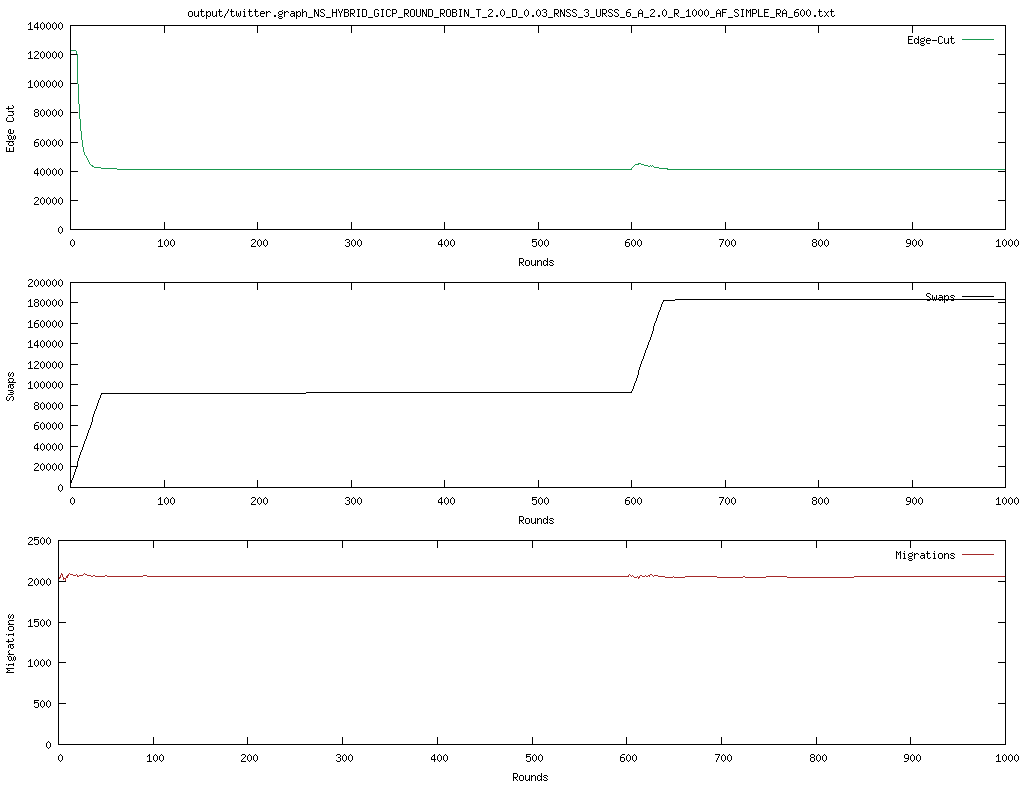 output/twitter.graph_NS_HYBRID_GICP_ROUND_ROBIN_T_2.0_D_0.03_RNSS_3_URSS_6_A_2.0_R_1000_AF_SIMPLE_RA_600.txt
140000
120000
100000
80000
60000
40000
20000
0
Edge Cut
Edge-Cut
0 100 200 300 400 500 600 700 800 900 1000
Rounds
200000
180000
160000
140000
120000
100000
80000
60000
40000
20000
0
Swaps
Swaps
0 100 200 300 400 500 600 700 800 900 1000
Rounds
2500
2000
1500
1000
500
0
Migrations
Migrations
0 100 200 300 400 500 600 700 800 900 1000
Rounds